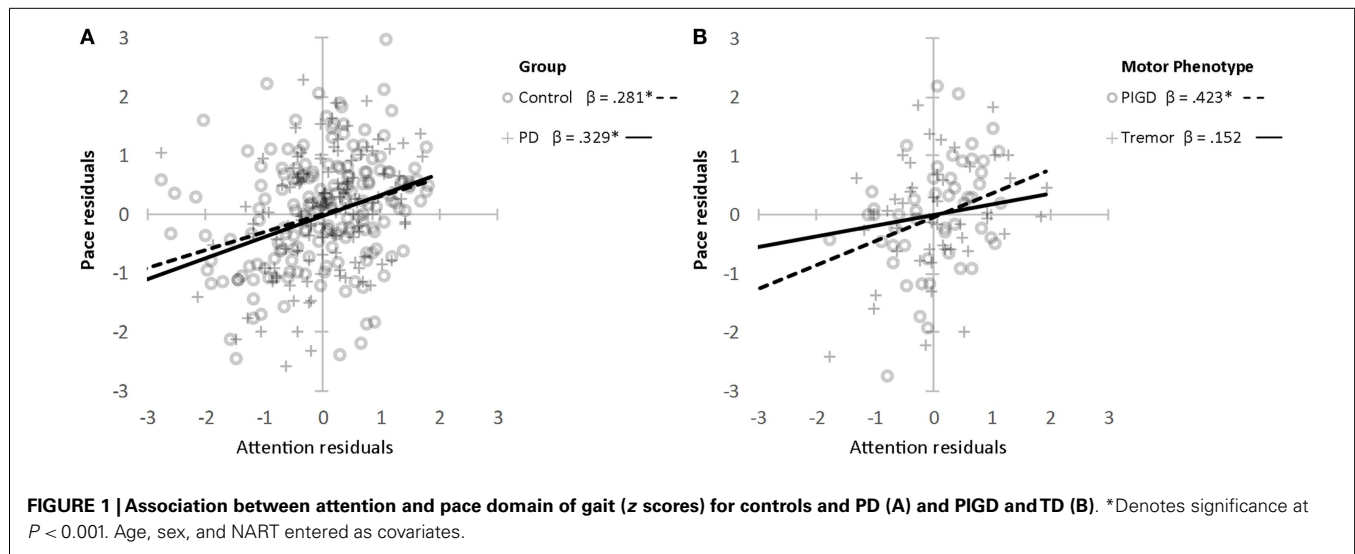 A
Pace residuals
3
2
1
0
-1
-2
-3
-3 -2 -1 0 1 2 3
Attention residuals
Group
Control β = .281*
PD β = .329*
B
Pace residuals
3
2
1
0
-1
-2
-3
-3 -2 -1 0 1 2 3
Attention residuals
Motor Phenotype
PIGD β = .423*
Tremor β = .152
FIGURE 1 | Association between attention and pace domain of gait (z scores) for controls and PD (A) and PIGD and TD (B). *Denotes significance at
P < 0.001. Age, sex, and NART entered as covariates.